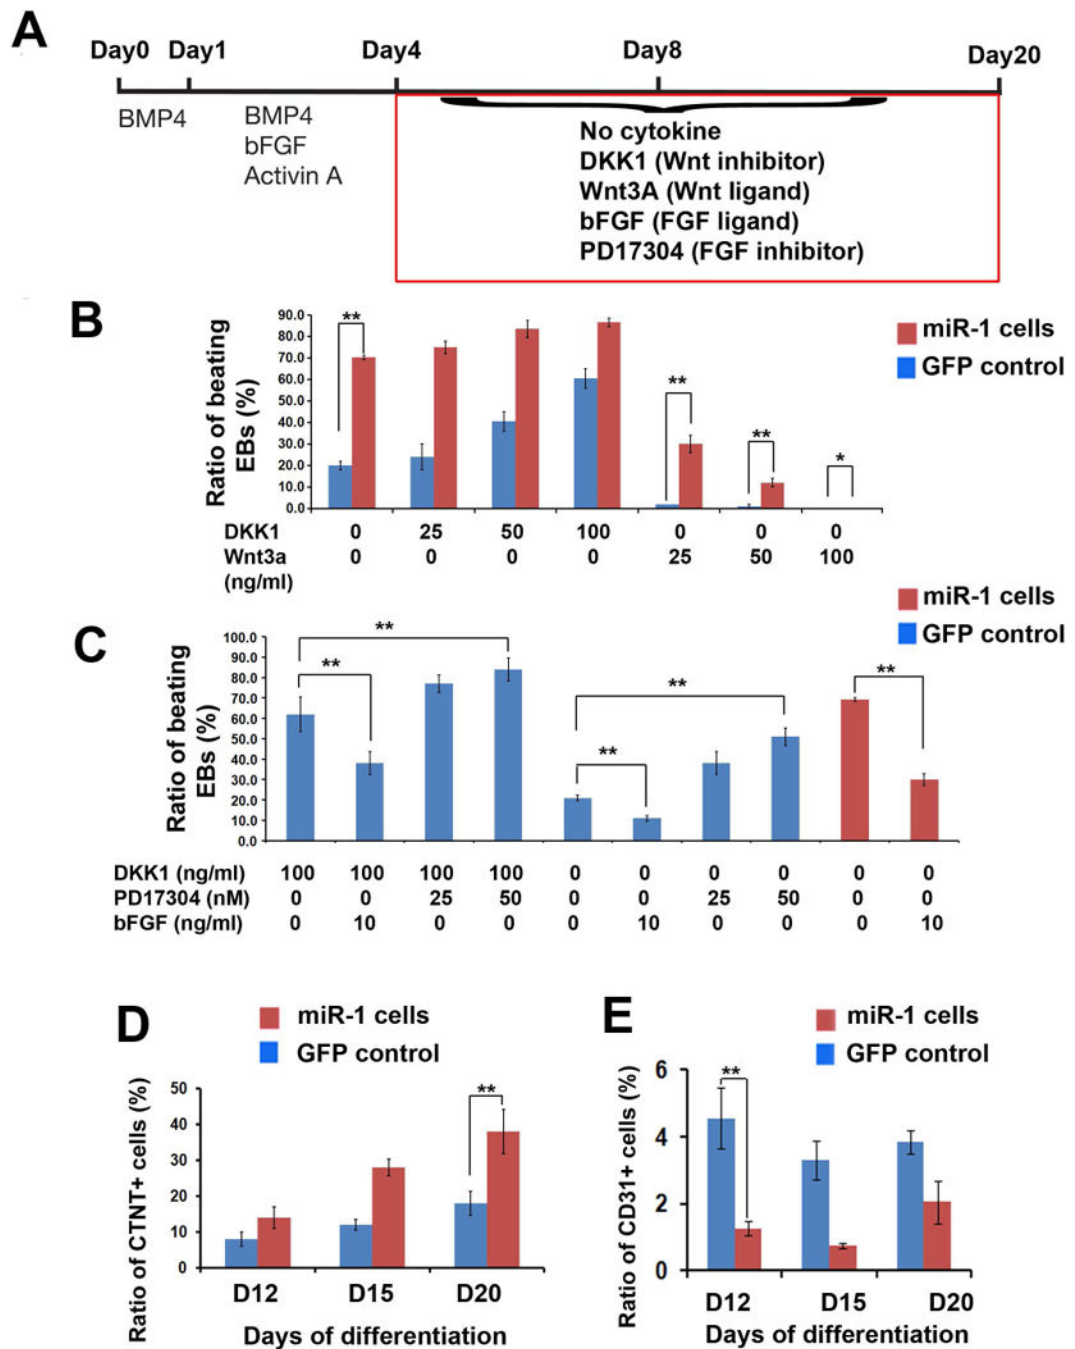 A
Day0 Day1 Day4 Day8 Day20
BMP4
BMP4
bFGF
Activin A
No cytokine
DKK1 (Wnt inhibitor)
Wnt3A (Wnt ligand)
bFGF (FGF ligand)
PD17304 (FGF inhibitor)
B
Ratio of beating
EBs (%)
90.0
80.0
70.0
60.0
50.0
40.0
30.0
20.0
10.0
0.0
** ** ** *
miR-1 cells
GFP control
DKK1 0 25 50 100 0 0 0
Wnt3a 0 0 0 0 25 50 100
(ng/ml)
miR-1 cells
GFP control
C
Ratio of beating
EBs (%)
100.0
90.0
80.0
70.0
60.0
50.0
40.0
30.0
20.0
10.0
0.0
** ** ** ** **
DKK1 (ng/ml) 100 100 100 100 0 0 0 0 0 0
PD17304 (nM) 0 0 25 50 0 0 25 50 0 0
bFGF (ng/ml) 0 10 0 0 0 10 0 0 0 10
D
miR-1 cells
GFP control
Ratio of CTNT+ cells (%)
50
40
30
20
10
0
**
D12 D15 D20
Days of differentiation
E
miR-1 cells
GFP control
Ratio of CD31+ cells (%)
6
4
2
0
**
D12 D15 D20
Days of differentiation